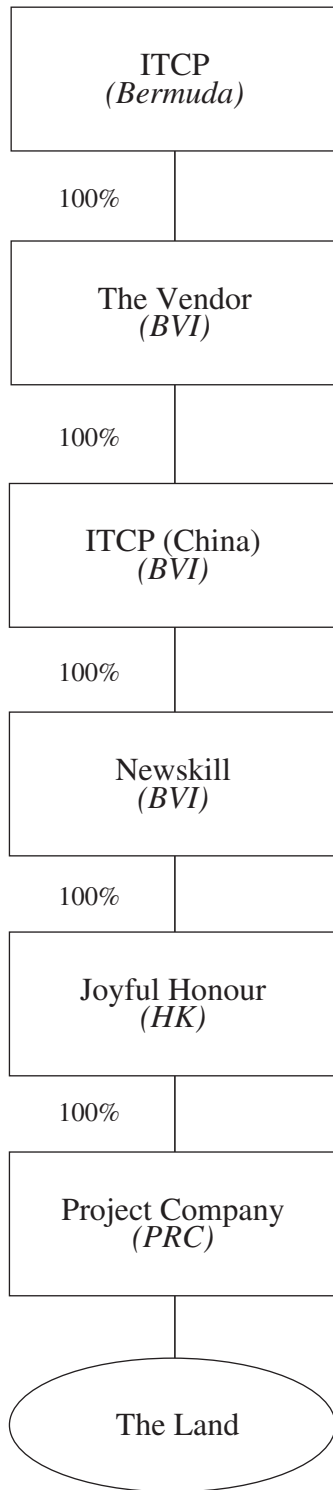 ITCP
(Bermuda)
100%
The Vendor
(BVI)
100%
ITCP (China)
(BVI)
100%
Newskill
(BVI)
100%
Joyful Honour
(HK)
100%
Project Company
(PRC)
The Land